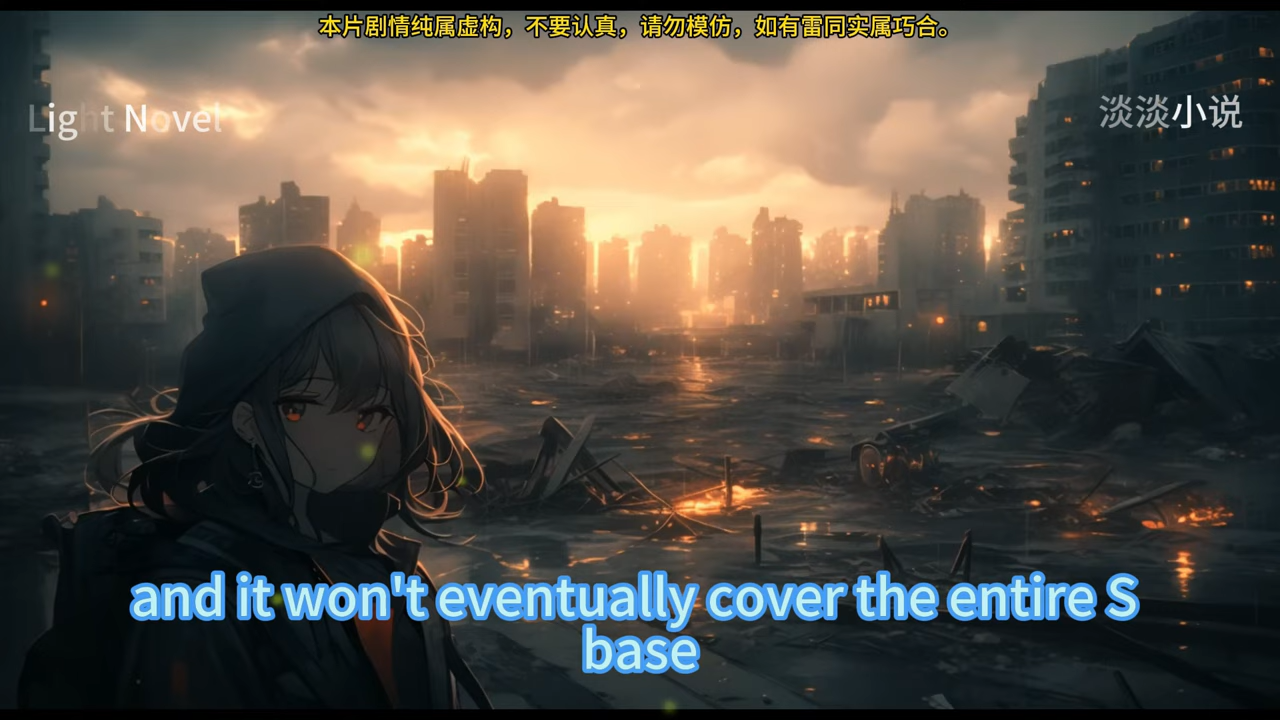 本片剧情纯属虚构，不要认真，请勿模仿，如有雷同实属巧合。
Light Novel
淡淡小说
and it won't eventually cover the entire S
base